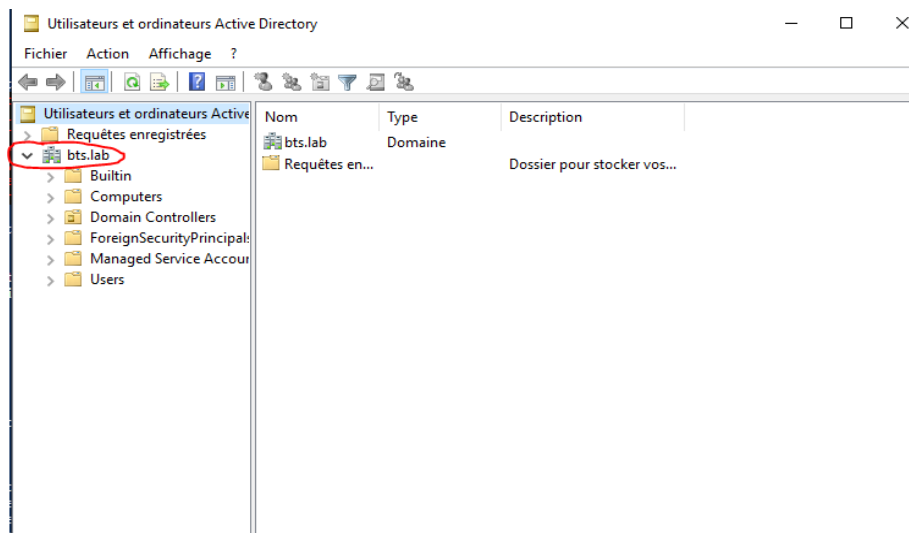 Utilisateurs et ordinateurs Active Directory
Fichier Action Affichage ?
Utilisateurs et ordinateurs Active
Requêtes enregistrées
bts.lab
Builtin
Computers
Domain Controllers
ForeignSecurityPrincipals
Managed Service Accour
Users
Nom Type Description
bts.lab Domaine
Requêtes en... Dossier pour stocker vos...